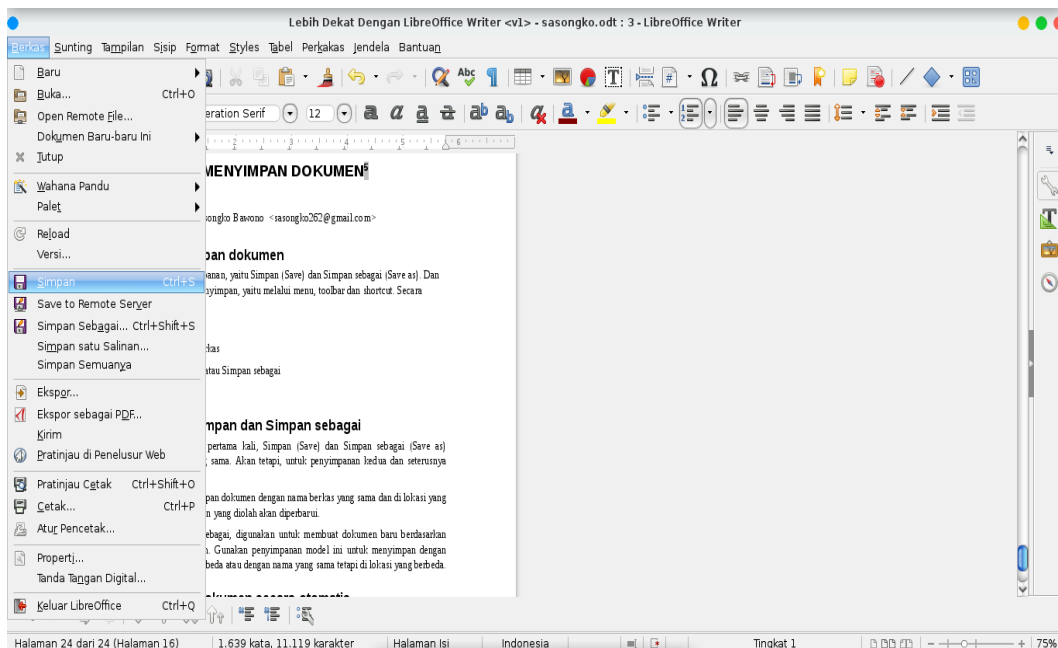 Lebih Dekat Dengan LibreOffice Writer <v1> - sasongko.odt : 3 - LibreOffice Writer
Berkas Sunting Tampilan Sisip Format Styles Tabel Perkakas Jendela Bantuan
Baru
Buka... Ctrl+O
Open Remote File...
Dokumen Baru-baru Ini
Tutup
Wahana Pandu
Palet
Reload
Versi...
Simpan Ctrl+S
Save to Remote Server
Simpan Sebagai... Ctrl+Shift+S
Simpan satu Salinan...
Simpan Semuanya
Ekspor...
Ekspor sebagai PDF...
Kirim
Pratinjau di Penelusur Web
Pratinjau Cetak Ctrl+Shift+O
Cetak... Ctrl+P
Atur Pencetak...
Properti...
Tanda Tangan Digital...
Keluar LibreOffice Ctrl+Q
eration Serif 12
2 3 4 5 6
MENYIMPAN DOKUMEN5
songko Bawono <sasongko262@gmail.com>
pan dokumen
panan, yaitu Simpan (Save) dan Simpan sebagai (Save as). Dan
nyimpan, yaitu melalui menu, toolbar dan shortcut. Secara
rkas
atau Simpan sebagai
mpan dan Simpan sebagai
pertama kali, Simpan (Save) dan Simpan sebagai (Save as)
sama. Akan tetapi, untuk penyimpanan kedua dan seterusnya
pan dokumen dengan nama berkas yang sama dan di lokasi yang
n yang diolah akan diperbarui.
ebagai, digunakan untuk membuat dokumen baru berdasarkan
n. Gunakan penyimpanan model ini untuk menyimpan dengan
beda atau dengan nama yang sama tetapi di lokasi yang berbeda.
Halaman 24 dari 24 (Halaman 16) 1.639 kata, 11.119 karakter Halaman Isi Indonesia Tingkat 1 75%